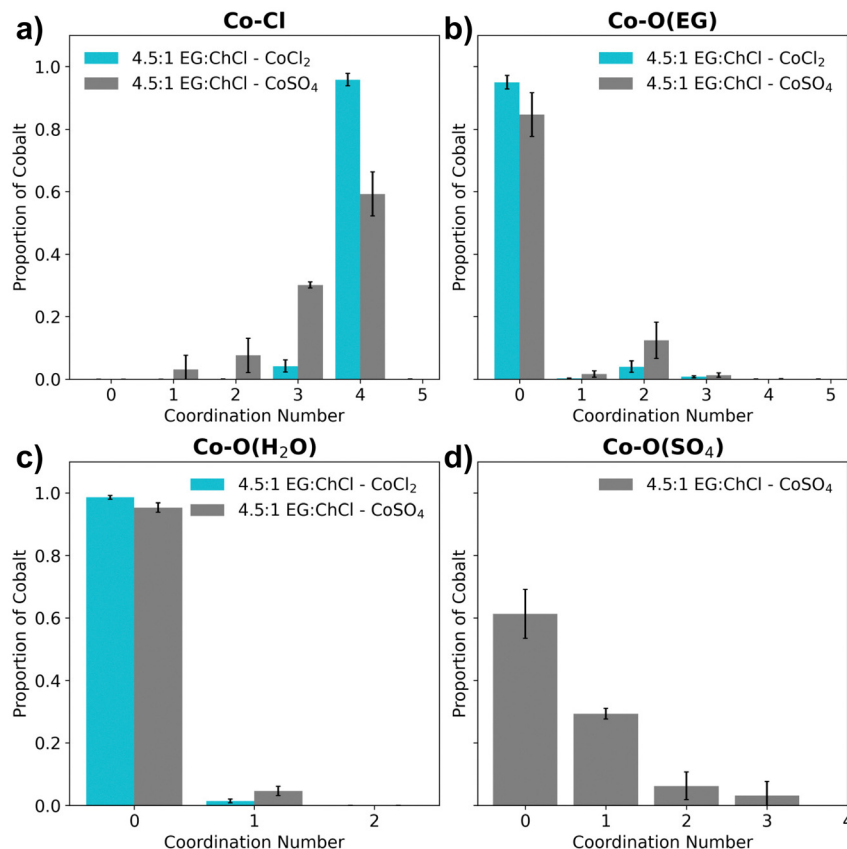 a)
Co-Cl
4.5:1 EG:ChCl - CoCl₂
4.5:1 EG:ChCl - CoSO₄
Proportion of Cobalt
1.0
0.8
0.6
0.4
0.2
0.0
0 1 2 3 4 5
Coordination Number
b)
Co-O(EG)
4.5:1 EG:ChCl - CoCl₂
4.5:1 EG:ChCl - CoSO₄
Proportion of Cobalt
0 1 2 3 4 5
Coordination Number
c)
Co-O(H₂O)
4.5:1 EG:ChCl - CoCl₂
4.5:1 EG:ChCl - CoSO₄
Proportion of Cobalt
1.0
0.8
0.6
0.4
0.2
0.0
0 1 2
Coordination Number
d)
Co-O(SO₄)
4.5:1 EG:ChCl - CoSO₄
Proportion of Cobalt
0 1 2 3 4
Coordination Number